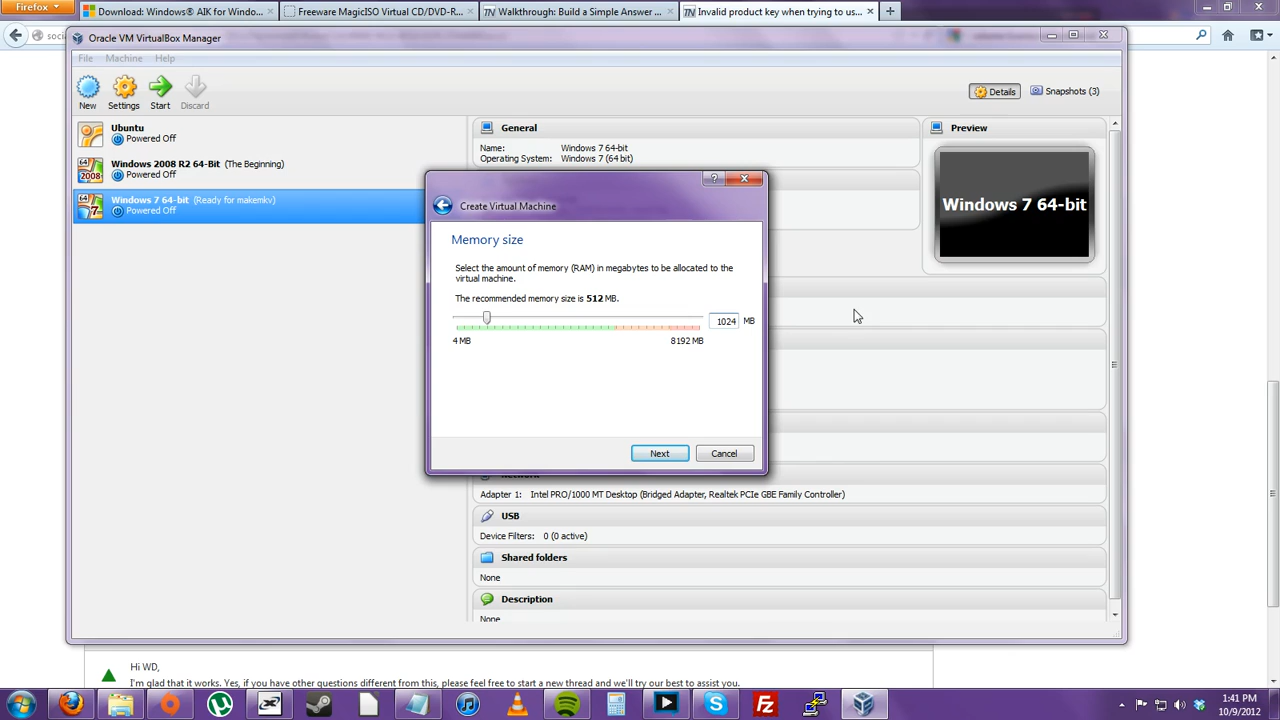 Firefox
Download: Windows® AIK for Windo...
Freeware MagicISO Virtual CD/DVD-R...
Walkthrough: Build a Simple Answer ...
Invalid product key when trying to us...
Oracle VM VirtualBox Manager
File Machine Help
New Settings Start Discard
Details Snapshots (3)
Ubuntu
Powered Off
Windows 2008 R2 64-Bit (The Beginning)
Powered Off
Windows 7 64-bit (Ready for makemkv)
Powered Off
General
Name: Windows 7 64-bit
Operating System: Windows 7 (64 bit)
Preview
Windows 7 64-bit
Create Virtual Machine
Memory size
Select the amount of memory (RAM) in megabytes to be allocated to the
virtual machine.
The recommended memory size is 512 MB.
1024 MB
4 MB 8192 MB
Next Cancel
Adapter 1: Intel PRO/1000 MT Desktop (Bridged Adapter, Realtek PCIe GBE Family Controller)
USB
Device Filters: 0 (0 active)
Shared folders
None
Description
None
Hi WD,
I'm glad that it works. Yes, if you have other questions different from this, please feel free to start a new thread and we'll try our best to assist you.
1:41 PM
10/9/2012